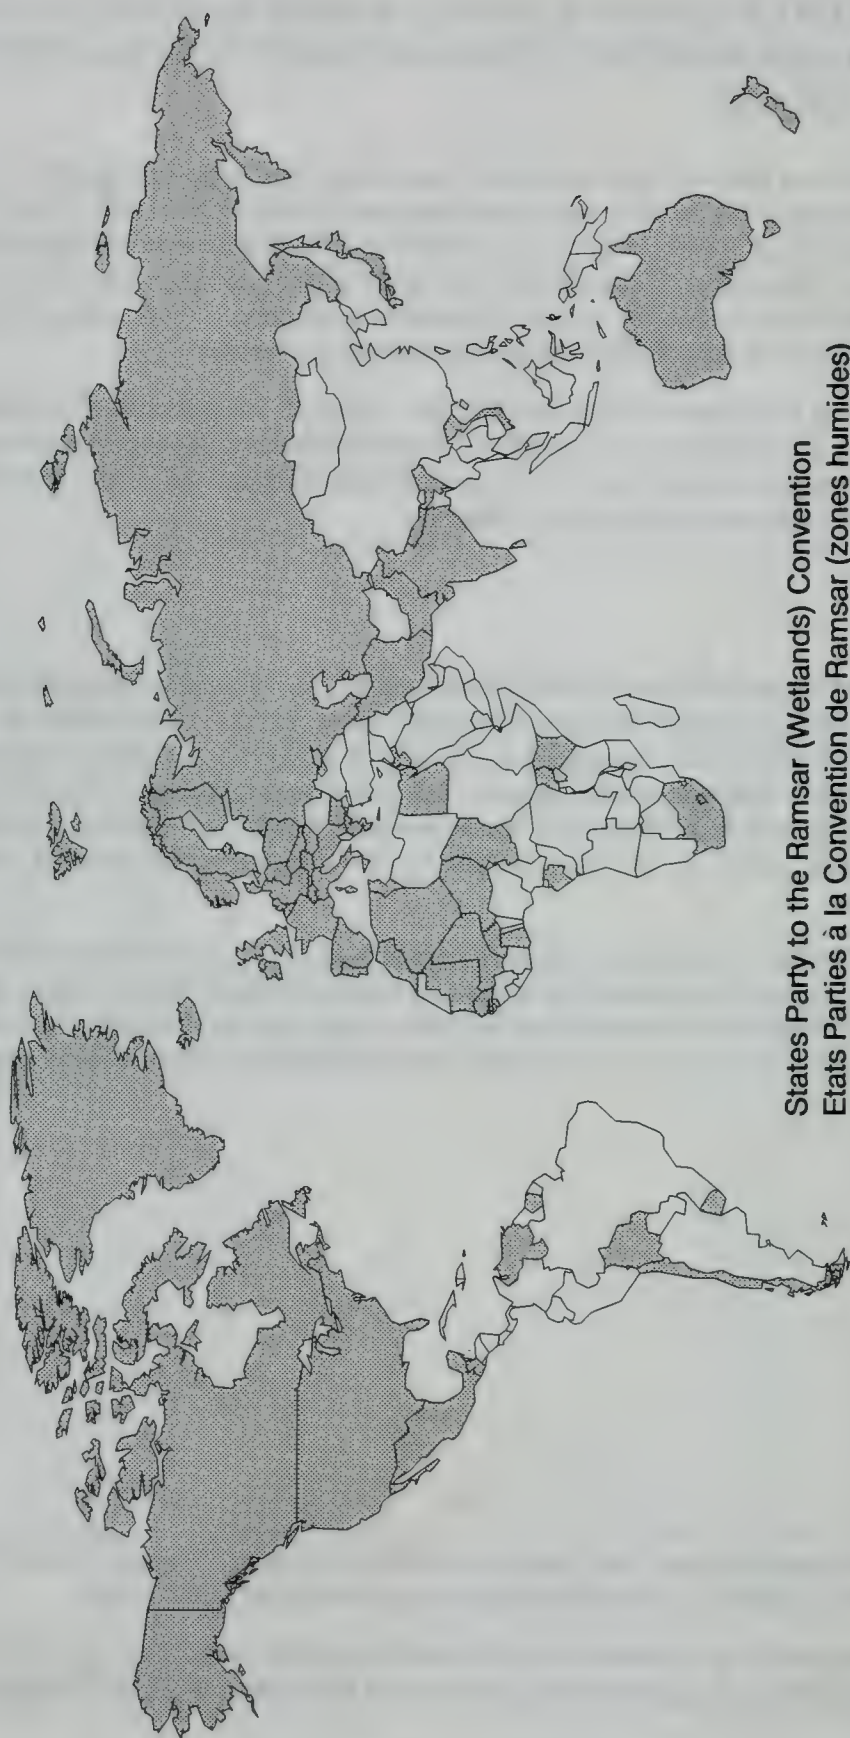 States Party to the Ramsar (Wetlands) Convention
Etats Parties à la Convention de Ramsar (zones humides)